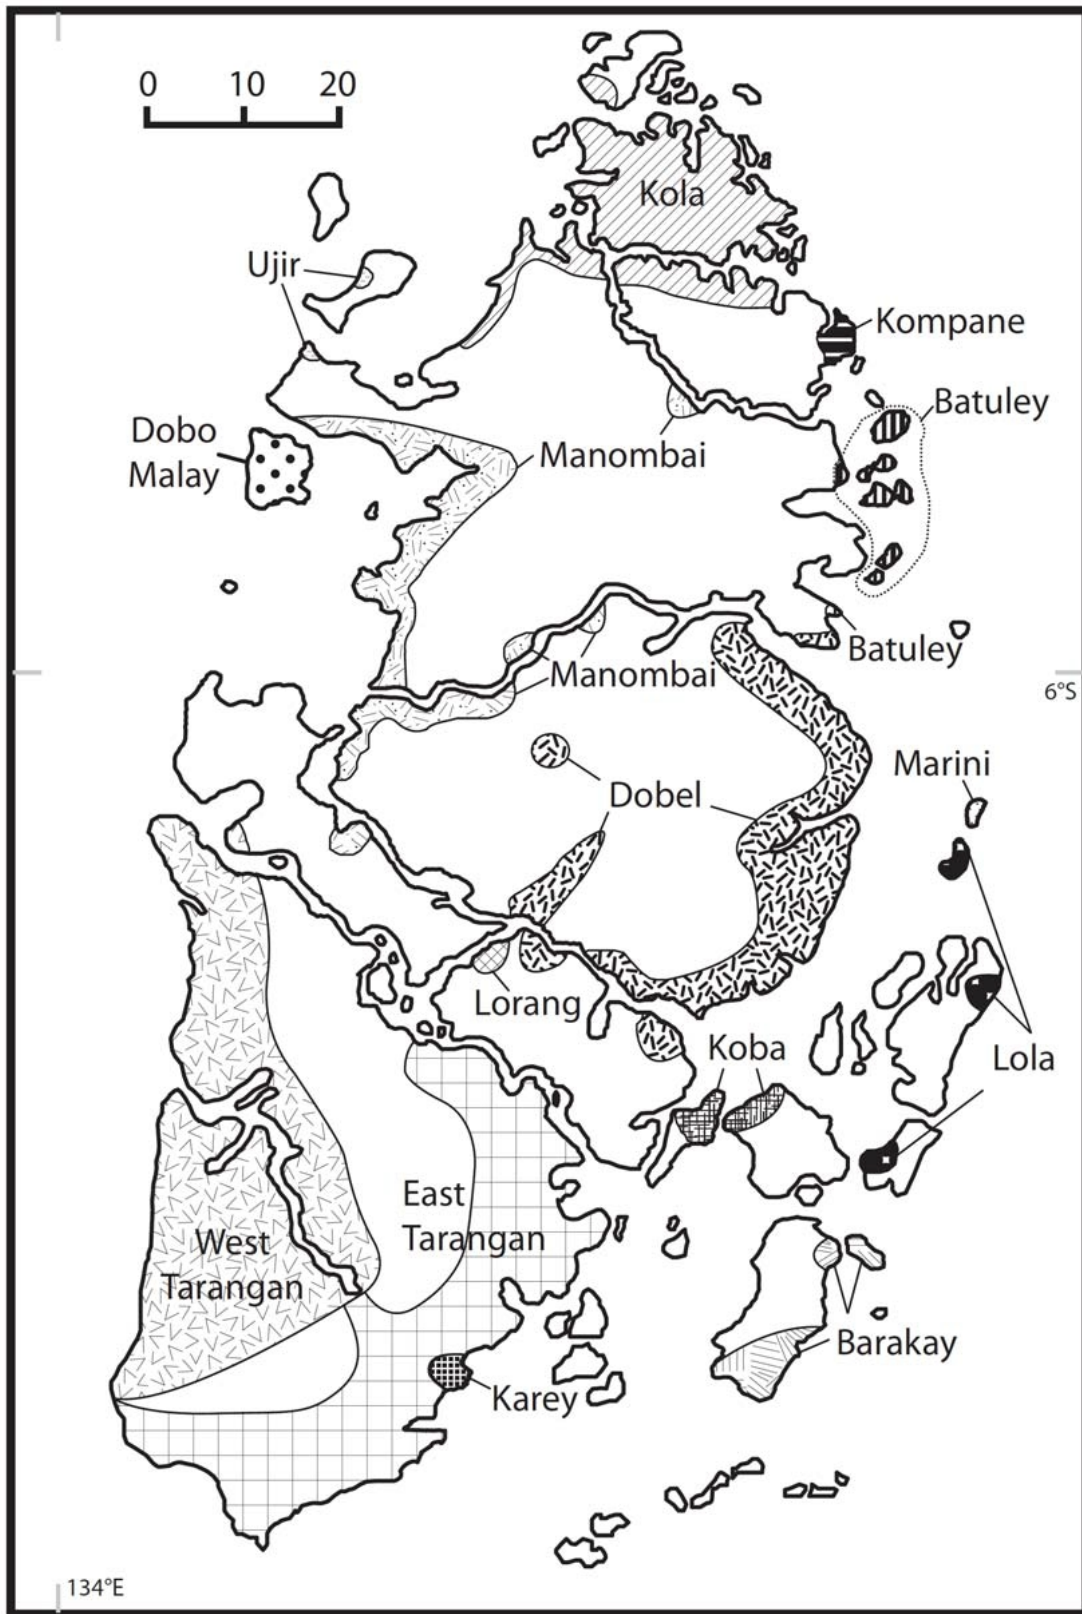 0 10 20
Kola
Ujir
Kompane
Batuley
Dobo
Malay
Manombai
Batuley
Manombai
6°S
Marini
Dobel
Lorang
Koba
Lola
East
Tarangan
West
Tarangan
Barakay
Karey
134°E